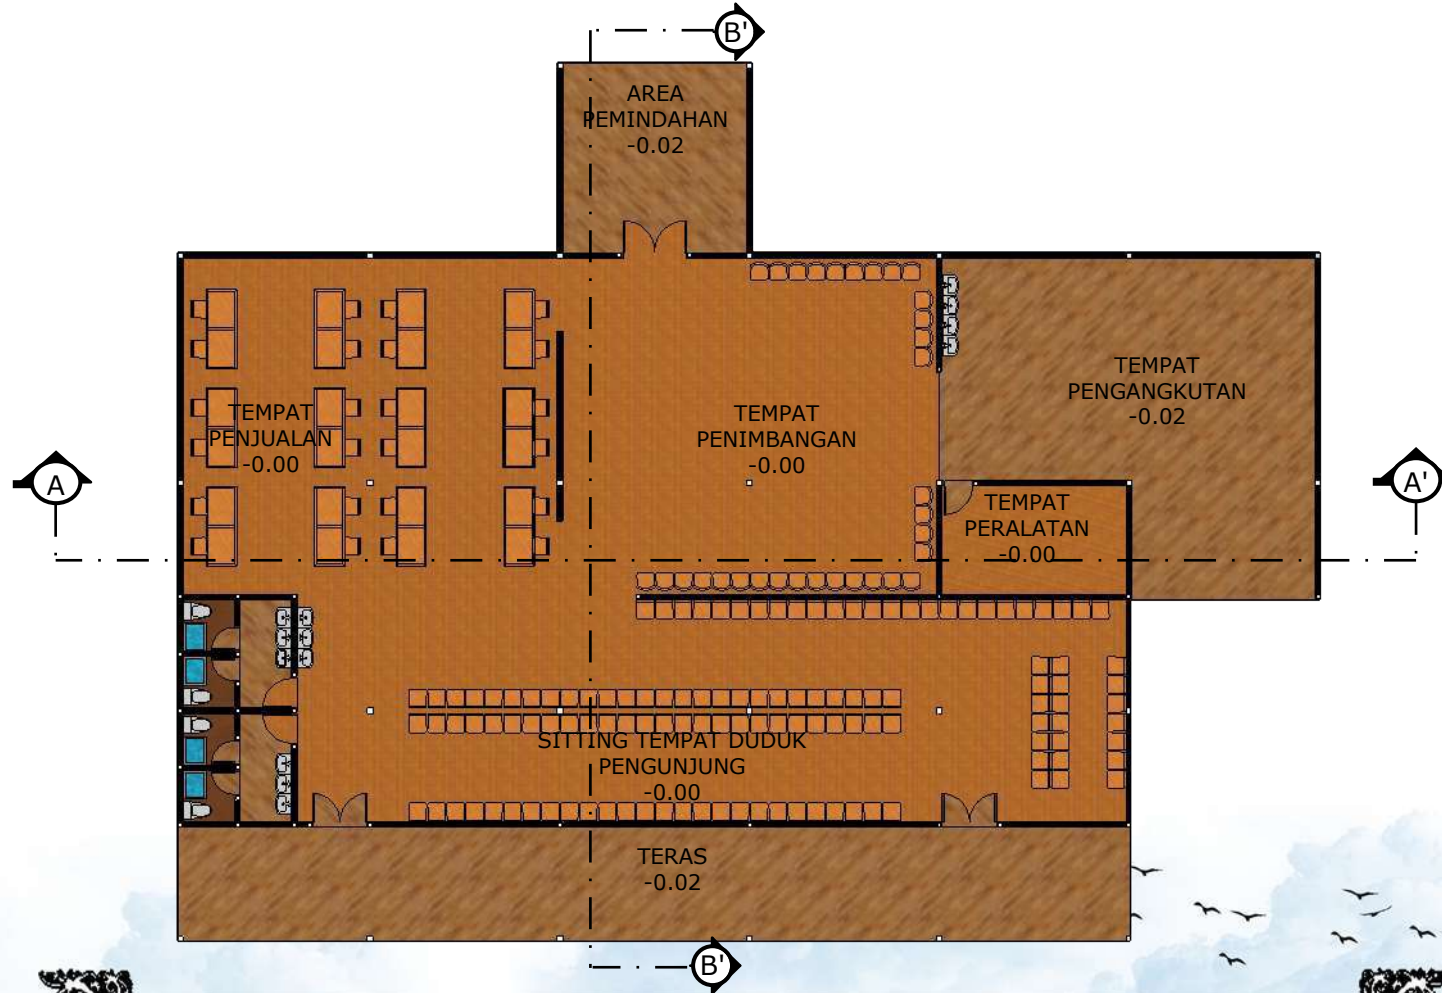 B'
AREA
PEMINDAHAN
-0.02
TEMPAT
PENGANGKUTAN
-0.02
TEMPAT
PENJUALAN
-0.00
TEMPAT
PENIMBANGAN
-0.00
A
A'
TEMPAT
PERALATAN
-0.00
SITTING TEMPAT DUDUK
PENGUNJUNG
-0.00
TERAS
-0.02
B'